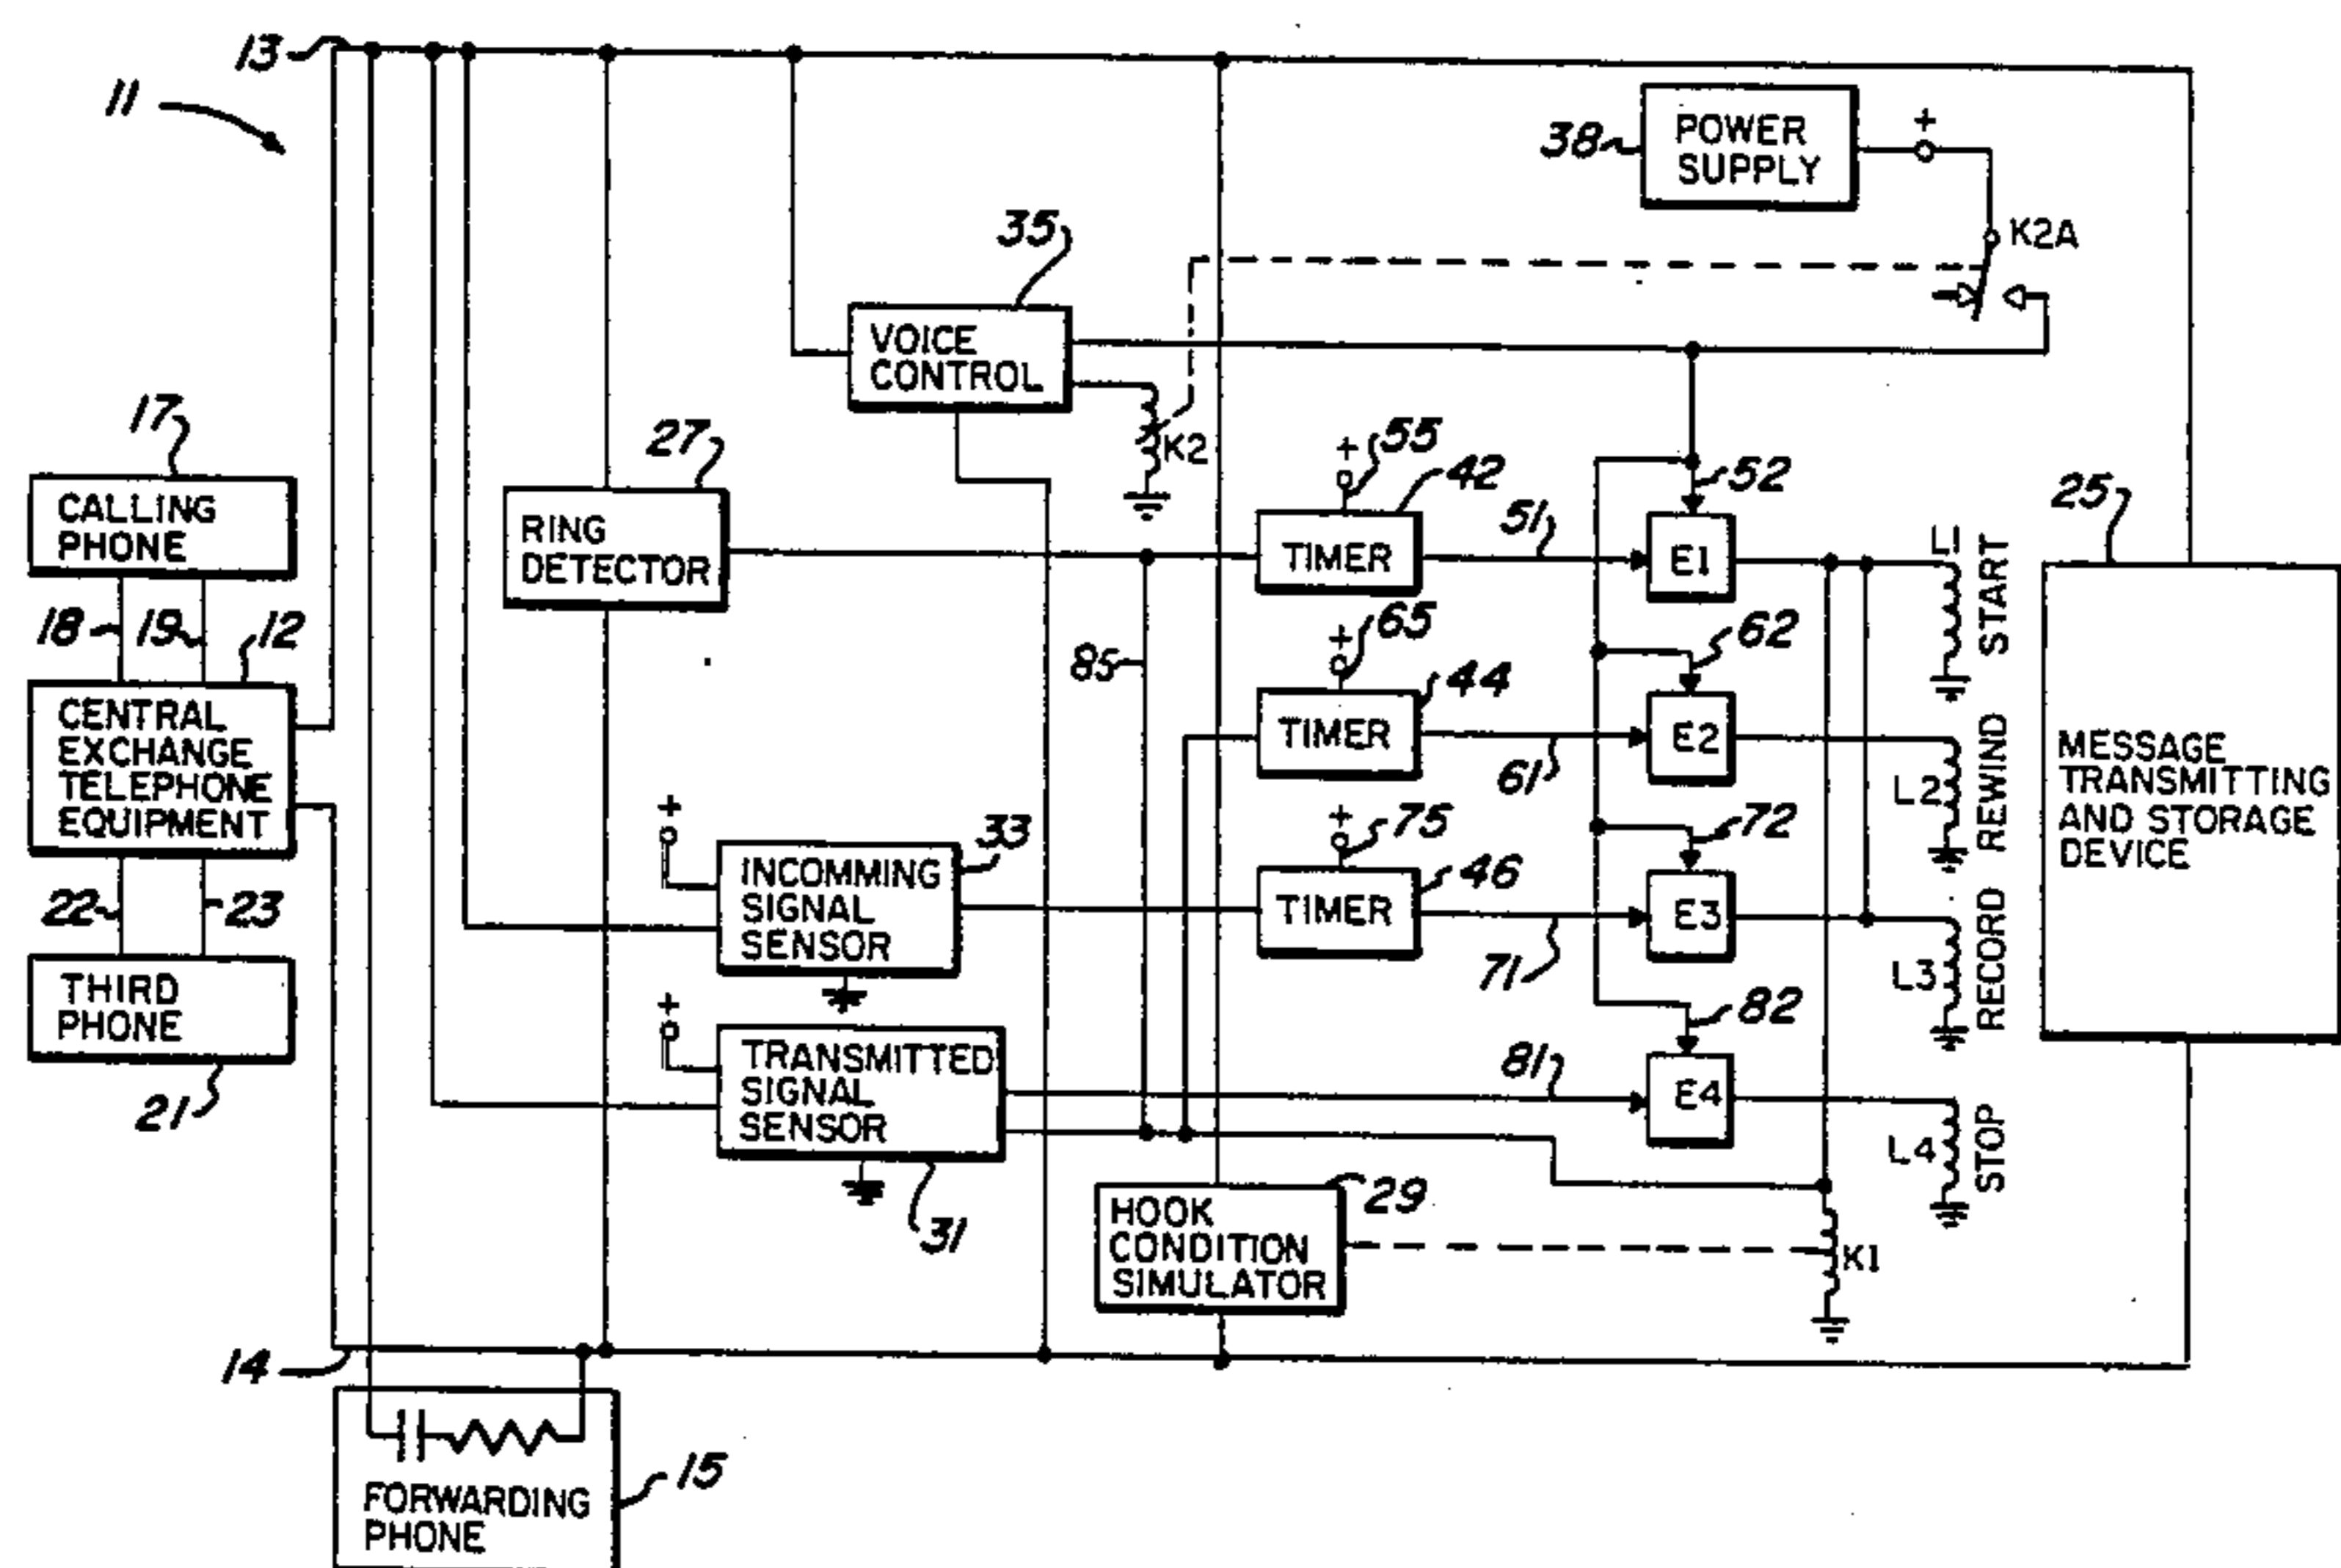 13
11
38
POWER
SUPPLY
+
K2A
35
VOICE
CONTROL
K2
17
CALLING
PHONE
27
RING
DETECTOR
+
55
42
TIMER
51
52
E1
L1
START
25
MESSAGE
TRANSMITTING
AND STORAGE
DEVICE
18
19
12
CENTRAL
EXCHANGE
TELEPHONE
EQUIPMENT
85
+
65
44
TIMER
61
62
E2
L2
REWIND
22
23
THIRD
PHONE
21
+
33
INCOMMING
SIGNAL
SENSOR
+
75
46
TIMER
71
72
E3
L3
RECORD
+
TRANSMITTED
SIGNAL
SENSOR
31
81
82
E4
L4
STOP
29
HOOK
CONDITION
SIMULATOR
K1
14
15
FORWARDING
PHONE